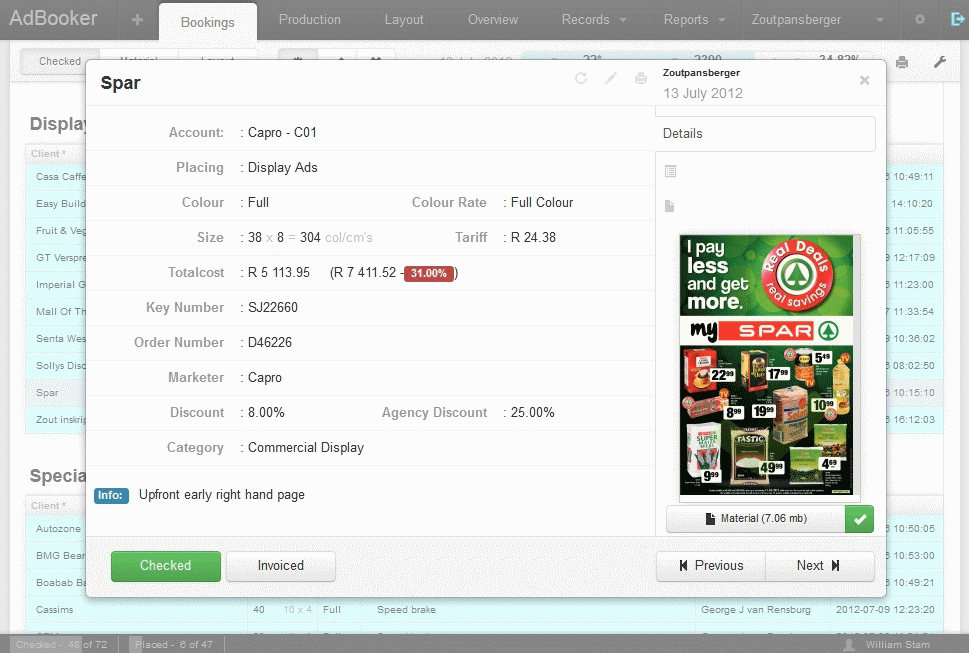 AdBooker
Bookings
Production
Layout
Overview
Records
Reports
Zoutpansberger
Checked
Display
Client *
Casa Caffe
Easy Build
Fruit & Veg
GT Verspre
Imperial G
Mall Of Th
Senta Wes
Sollys Disc
Spar
Zout inskrip
Specia
Client *
Autozone
BMG Bear
Boabab Ba
Cassims 40 10 x 4 Full Speed brake George J van Rensburg 2012-07-09 12:23:20
10:49:11
14:10:20
11:05:55
12:17:09
11:23:00
11:33:54
10:36:02
08:02:50
10:15:10
16:12:03
10:50:05
10:53:00
10:49:21
Spar
Zoutpansberger
13 July 2012
Account: : Capro - C01
Placing : Display Ads
Colour : Full Colour Rate : Full Colour
Size : 38 x 8 = 304 col/cm's Tariff : R 24.38
Totalcost : R 5 113.95 (R 7 411.52 -31.00%)
Key Number : SJ22660
Order Number : D46226
Marketer : Capro
Discount : 8.00% Agency Discount : 25.00%
Category : Commercial Display
Info: Upfront early right hand page
Details
I pay
less
and get
more.
Real Deals
real savings
my SPAR
22.99
17.99
5.49
8.99
19.99
10.99
TASTIC
9.99
49.99
4.69
Material (7.06 mb)
Checked
Invoiced
Previous
Next
Checked - 48 of 72
Placed - 6 of 47
William Stam